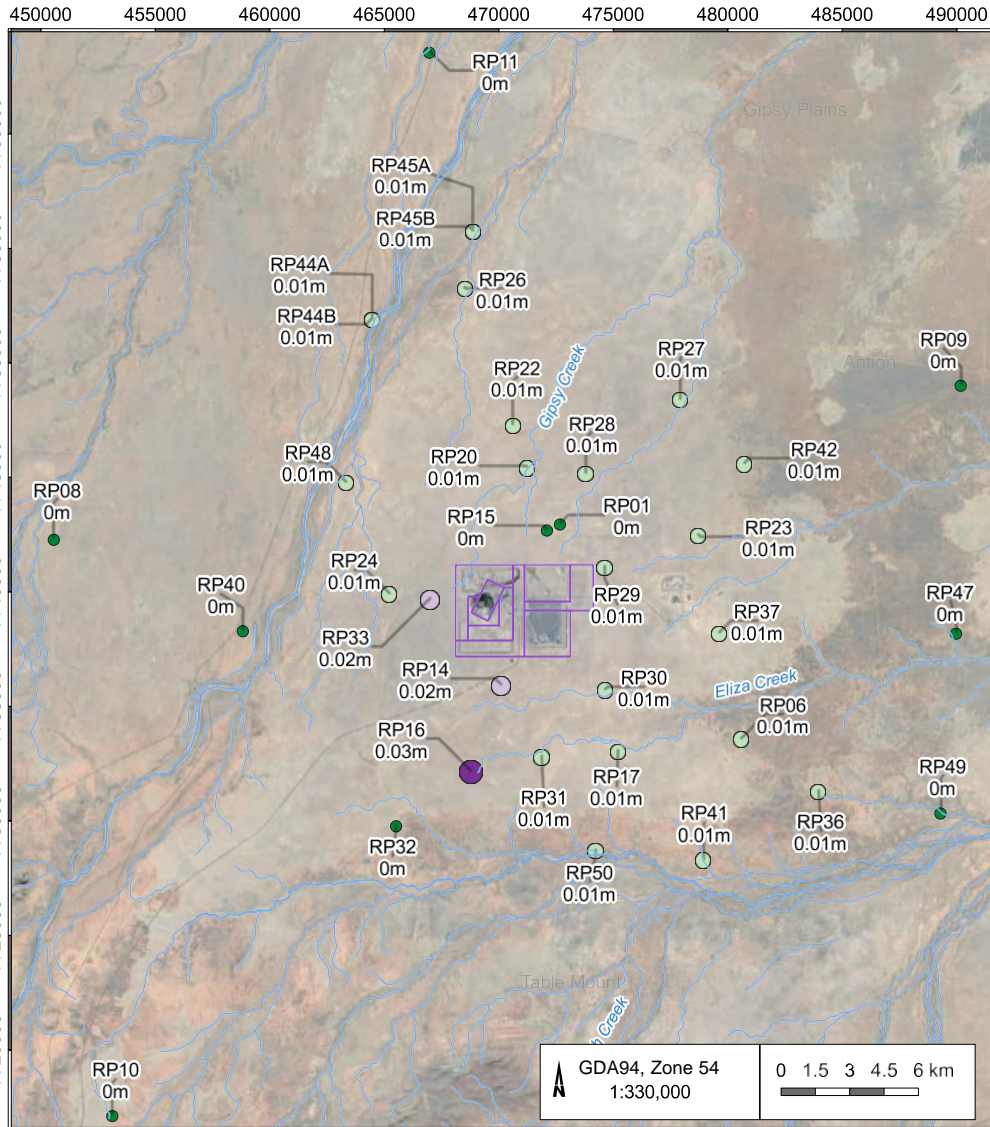 450000 455000 460000 465000 470000 475000 480000 485000 490000
RP11
0m
Gipsy Plains
RP45A
0.01m
RP45B
0.01m
RP44A
0.01m
RP26
0.01m
RP44B
0.01m
RP09
0m
RP27
0.01m
Antion
RP22
0.01m
Gipsy Creek
RP28
0.01m
RP48
0.01m
RP20
0.01m
RP42
0.01m
RP08
0m
RP15
0m
RP01
0m
RP23
0.01m
RP24
0.01m
RP40
0m
RP29
0.01m
RP47
0m
RP33
0.02m
RP37
0.01m
RP14
0.02m
RP30
0.01m
Eliza Creek
RP06
0.01m
RP16
0.03m
RP17
0.01m
RP49
0m
RP31
0.01m
RP41
0.01m
RP36
0.01m
RP32
0m
RP50
0.01m
Table Mount
h Creek
RP10
0m
GDA94, Zone 54
1:330,000
N
0 1.5 3 4.5 6 km